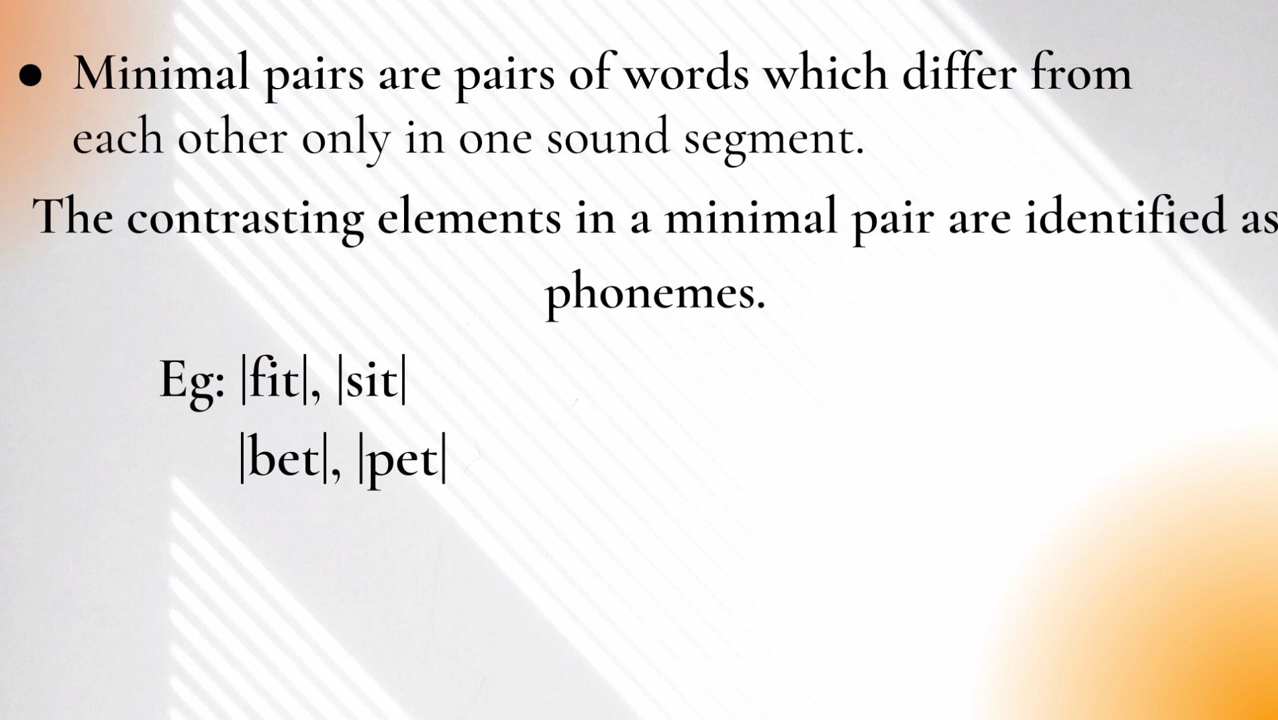 ● Minimal pairs are pairs of words which differ from
each other only in one sound segment.
The contrasting elements in a minimal pair are identified as
phonemes.
Eg: |fit|, |sit|
|bet|, |pet|